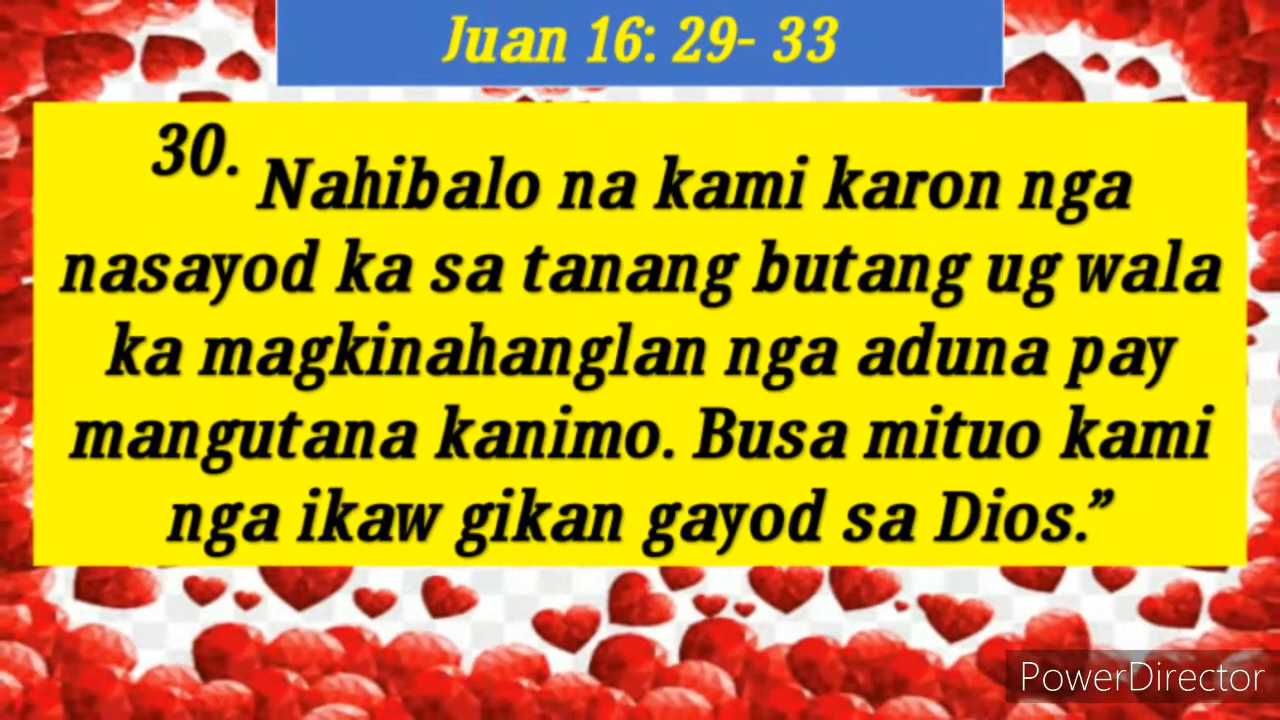 Juan 16: 29- 33
30. Nahibalo na kami karon nga
nasayod ka sa tanang butang ug wala
ka magkinahanglan nga aduna pay
mangutana kanimo. Busa mituo kami
nga ikaw gikan gayod sa Dios.”
PowerDirector